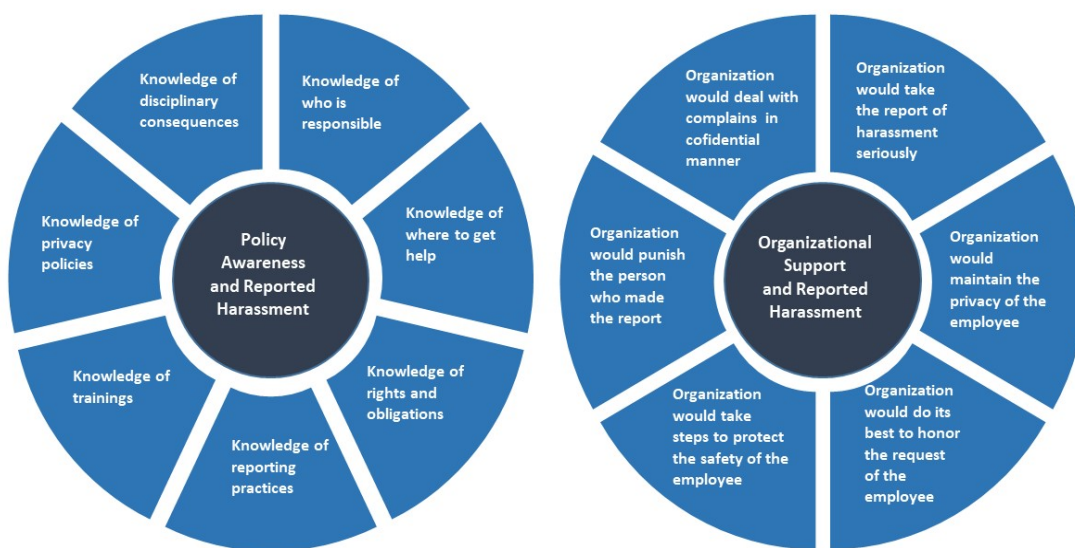 Knowledge of
disciplinary
consequences
Knowledge of
who is
responsible
Knowledge of
where to get
help
Knowledge of
rights and
obligations
Knowledge of
reporting
practices
Knowledge of
trainings
Knowledge of
privacy
policies
Policy
Awareness
and Reported
Harassment
Organization
would deal with
complains in
cofidential
manner
Organization
would take
the report of
harassment
seriously
Organization
would
maintain the
privacy of the
employee
Organization
would do its
best to honor
the request
of the
employee
Organization
would take
steps to protect
the safety of the
employee
Organization
would punish
the person
who made
the report
Organizational
Support
and Reported
Harassment